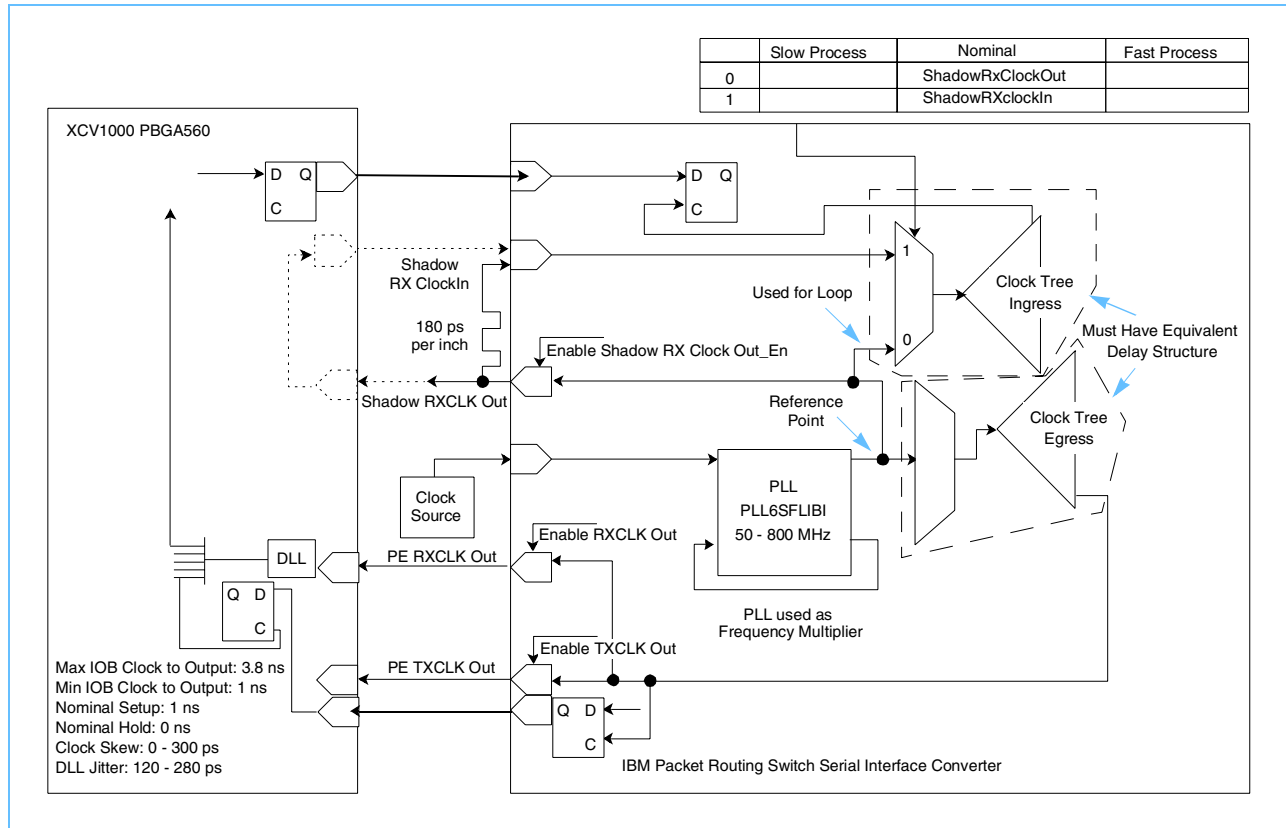 Slow Process Nominal Fast Process
0 ShadowRxClockOut
1 ShadowRXclockIn
XCV1000 PBGA560
D Q
C
D Q
C
Shadow
RX ClockIn
1
Clock Tree
Ingress
Used for Loop
180 ps
per inch
0
Must Have Equivalent
Delay Structure
Enable Shadow RX Clock Out_En
Shadow RXCLK Out
Reference
Point
Clock Tree
Egress
Clock
Source
PLL
PLL6SFLIBI
50 - 800 MHz
Enable RXCLK Out
DLL
PE RXCLK Out
Q D
C
PLL used as
Frequency Multiplier
Enable TXCLK Out
PE TXCLK Out
Max IOB Clock to Output: 3.8 ns
Min IOB Clock to Output: 1 ns
Nominal Setup: 1 ns
Nominal Hold: 0 ns
Clock Skew: 0 - 300 ps
DLL Jitter: 120 - 280 ps
Q D
C
IBM Packet Routing Switch Serial Interface Converter